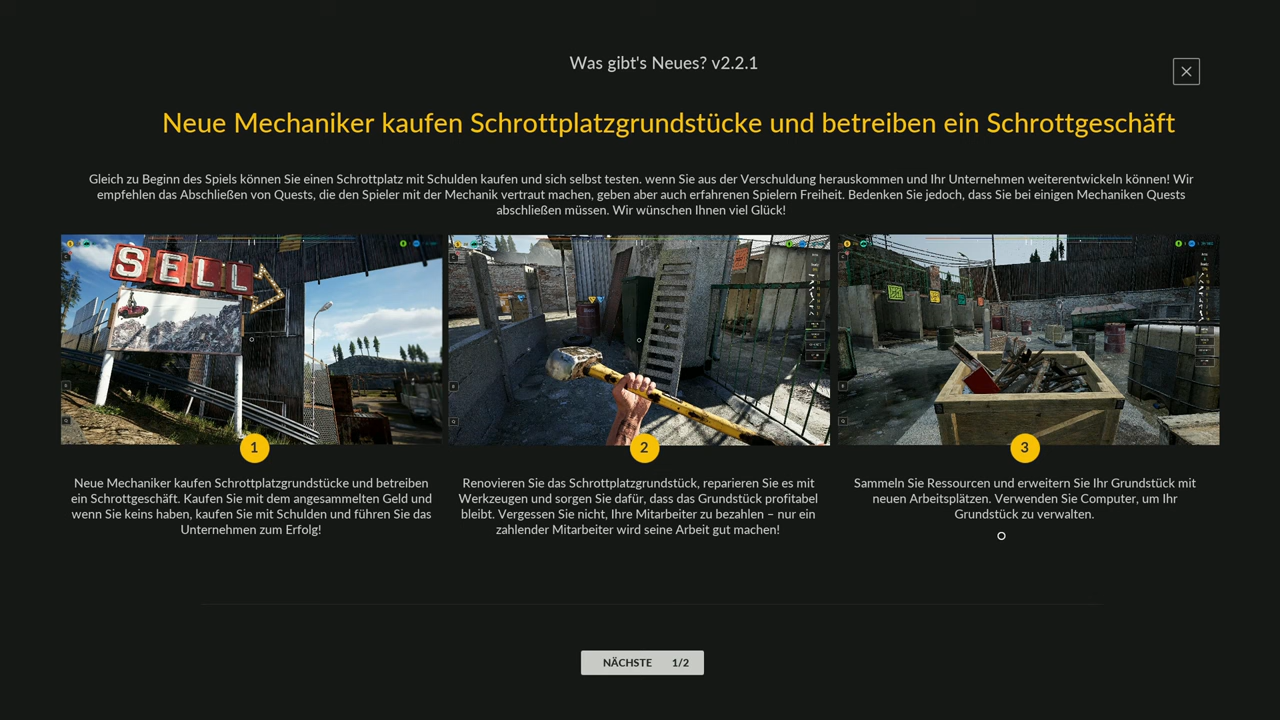 Was gibt's Neues? v2.2.1
Neue Mechaniker kaufen Schrottplatzgrundstücke und betreiben ein Schrottgeschäft
Gleich zu Beginn des Spiels können Sie einen Schrottplatz mit Schulden kaufen und sich selbst testen. wenn Sie aus der Verschuldung herauskommen und Ihr Unternehmen weiterentwickeln können! Wir
empfehlen das Abschließen von Quests, die den Spieler mit der Mechanik vertraut machen, geben aber auch erfahrenen Spielern Freiheit. Bedenken Sie jedoch, dass Sie bei einigen Mechaniken Quests
abschließen müssen. Wir wünschen Ihnen viel Glück!
SELL
1
Neue Mechaniker kaufen Schrottplatzgrundstücke und betreiben
ein Schrottgeschäft. Kaufen Sie mit dem angesammelten Geld und
wenn Sie keins haben, kaufen Sie mit Schulden und führen Sie das
Unternehmen zum Erfolg!
2
Renovieren Sie das Schrottplatzgrundstück, reparieren Sie es mit
Werkzeugen und sorgen Sie dafür, dass das Grundstück profitabel
bleibt. Vergessen Sie nicht, Ihre Mitarbeiter zu bezahlen – nur ein
zahlender Mitarbeiter wird seine Arbeit gut machen!
3
Sammeln Sie Ressourcen und erweitern Sie Ihr Grundstück mit
neuen Arbeitsplätzen. Verwenden Sie Computer, um Ihr
Grundstück zu verwalten.
NÄCHSTE 1/2